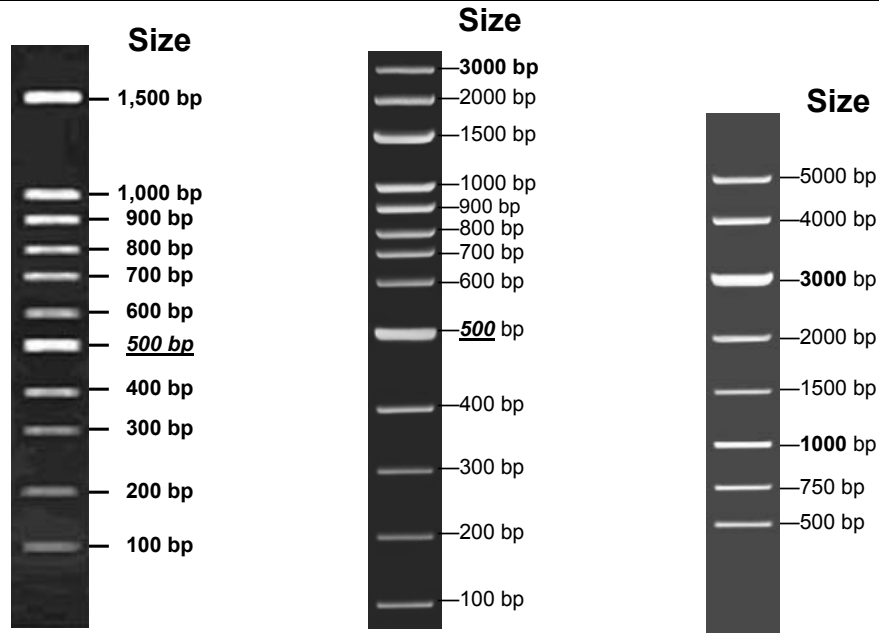 Size
1,500 bp
1,000 bp
900 bp
800 bp
700 bp
600 bp
500 bp
400 bp
300 bp
200 bp
100 bp
Size
3000 bp
2000 bp
1500 bp
1000 bp
900 bp
800 bp
700 bp
600 bp
500 bp
400 bp
300 bp
200 bp
100 bp
Size
5000 bp
4000 bp
3000 bp
2000 bp
1500 bp
1000 bp
750 bp
500 bp